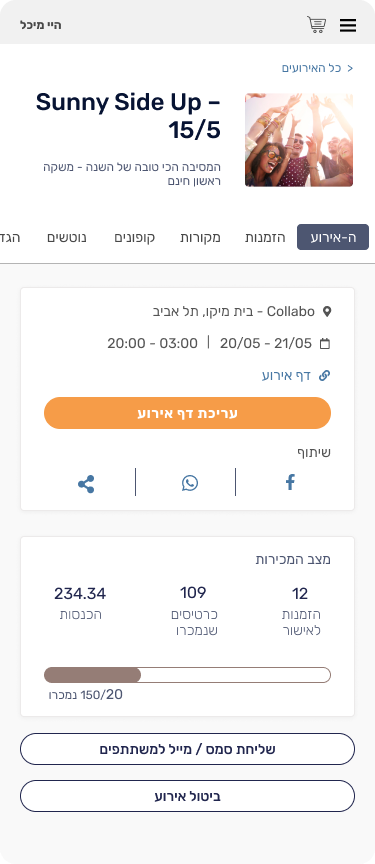 היי מיכל
< כל האירועים
Sunny Side Up –
15/5
המסיבה הכי טובה של השנה - משקה
ראשון חינם
ה-אירוע הזמנות מקורות קופונים נוטשים הגד
Collabo - בית מיקו, תל אביב
20/05 - 21/05 | 20:00 - 03:00
דף אירוע
עריכת דף אירוע
שיתוף
מצב המכירות
12 109 234.34
הזמנות כרטיסים הכנסות
לאישור שנמכרו
150/20 נמכרו
שליחת סמס / מייל למשתתפים
ביטול אירוע